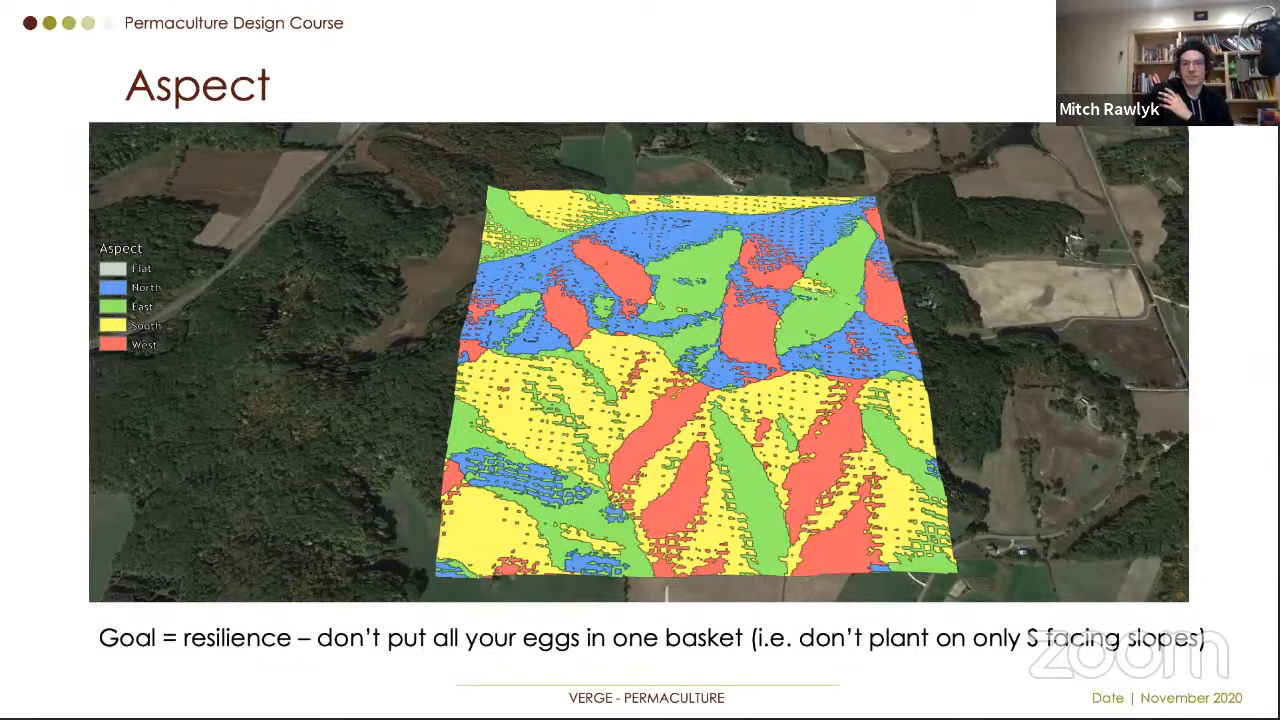 Permaculture Design Course
Aspect
Mitch Rawlyk
Aspect
Flat
North
East
South
West
Goal = resilience – don’t put all your eggs in one basket (i.e. don’t plant on only S facing slopes)
zoom
VERGE - PERMACULTURE
Date | November 2020